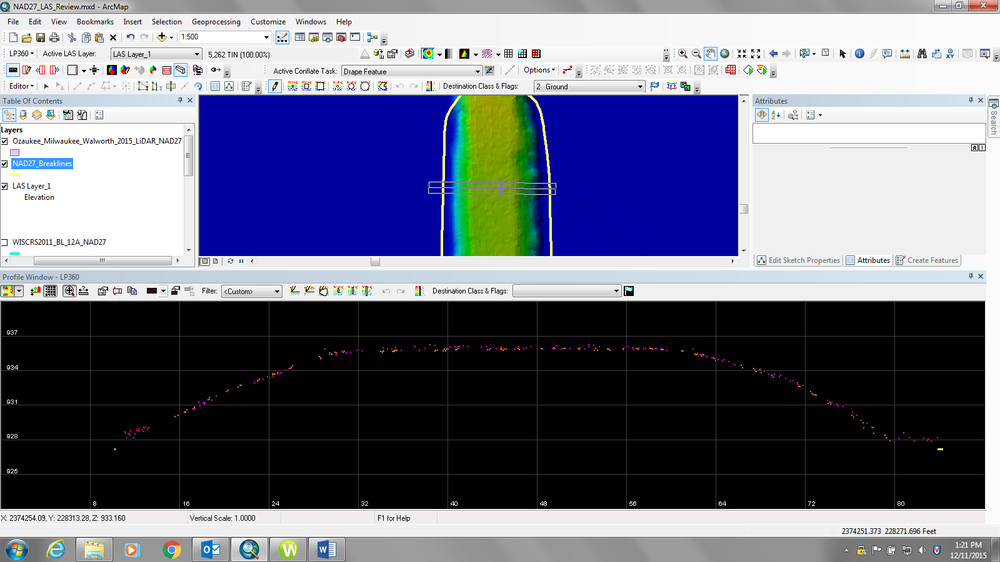 NAD27_LAS_Review.mxd - ArcMap
File Edit View Bookmarks Insert Selection Geoprocessing Customize Windows Help
1:500
LP360 Active LAS Layer: LAS Layer_1 5,262 TIN (100.00%)
Active Conflate Task: Drape Feature Options
Editor Destination Class & Flags: 2 Ground
Table Of Contents
Layers
Ozaukee_Milwaukee_Walworth_2015_LiDAR_NAD27
NAD27_Breaklines
LAS Layer_1
Elevation
WISCRS2011_BL_12A_NAD27
Attributes
Search
Edit Sketch Properties Attributes Create Features
Profile Window - LP360
Filter: <Custom> Destination Class & Flags:
937
934
931
928
925
8 16 24 32 40 48 56 64 72 80
X: 2374254.09, Y: 228313.28, Z: 933.160 Vertical Scale: 1.0000 F1 for Help
2374251.373 228271.696 Feet
1:21 PM
12/11/2015